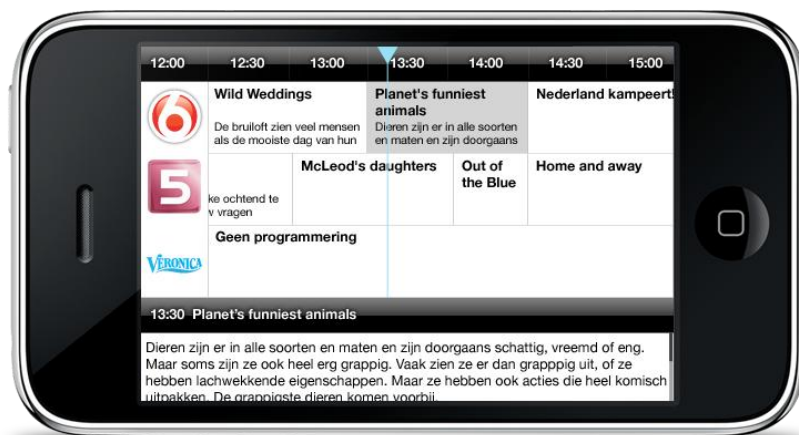 12:00 12:30 13:00 13:30 14:00 14:30 15:00
6
Wild Weddings
De bruiloft zien veel mensen
als de mooiste dag van hun
Planet's funniest
animals
Dieren zijn er in alle soorten
en maten en zijn doorgaans
Nederland kampeert!
5
ke ochtend te
w vragen
McLeod's daughters
Out of
the Blue
Home and away
VERONICA
Geen programmering
13:30 Planet's funniest animals
Dieren zijn er in alle soorten en maten en zijn doorgaans schattig, vreemd of eng.
Maar soms zijn ze ook heel erg grappig. Vaak zien ze er dan grapppig uit, of ze
hebben lachwekkende eigenschappen. Maar ze hebben ook acties die heel komisch
uitpakken. De grappigste dieren komen voorbij.